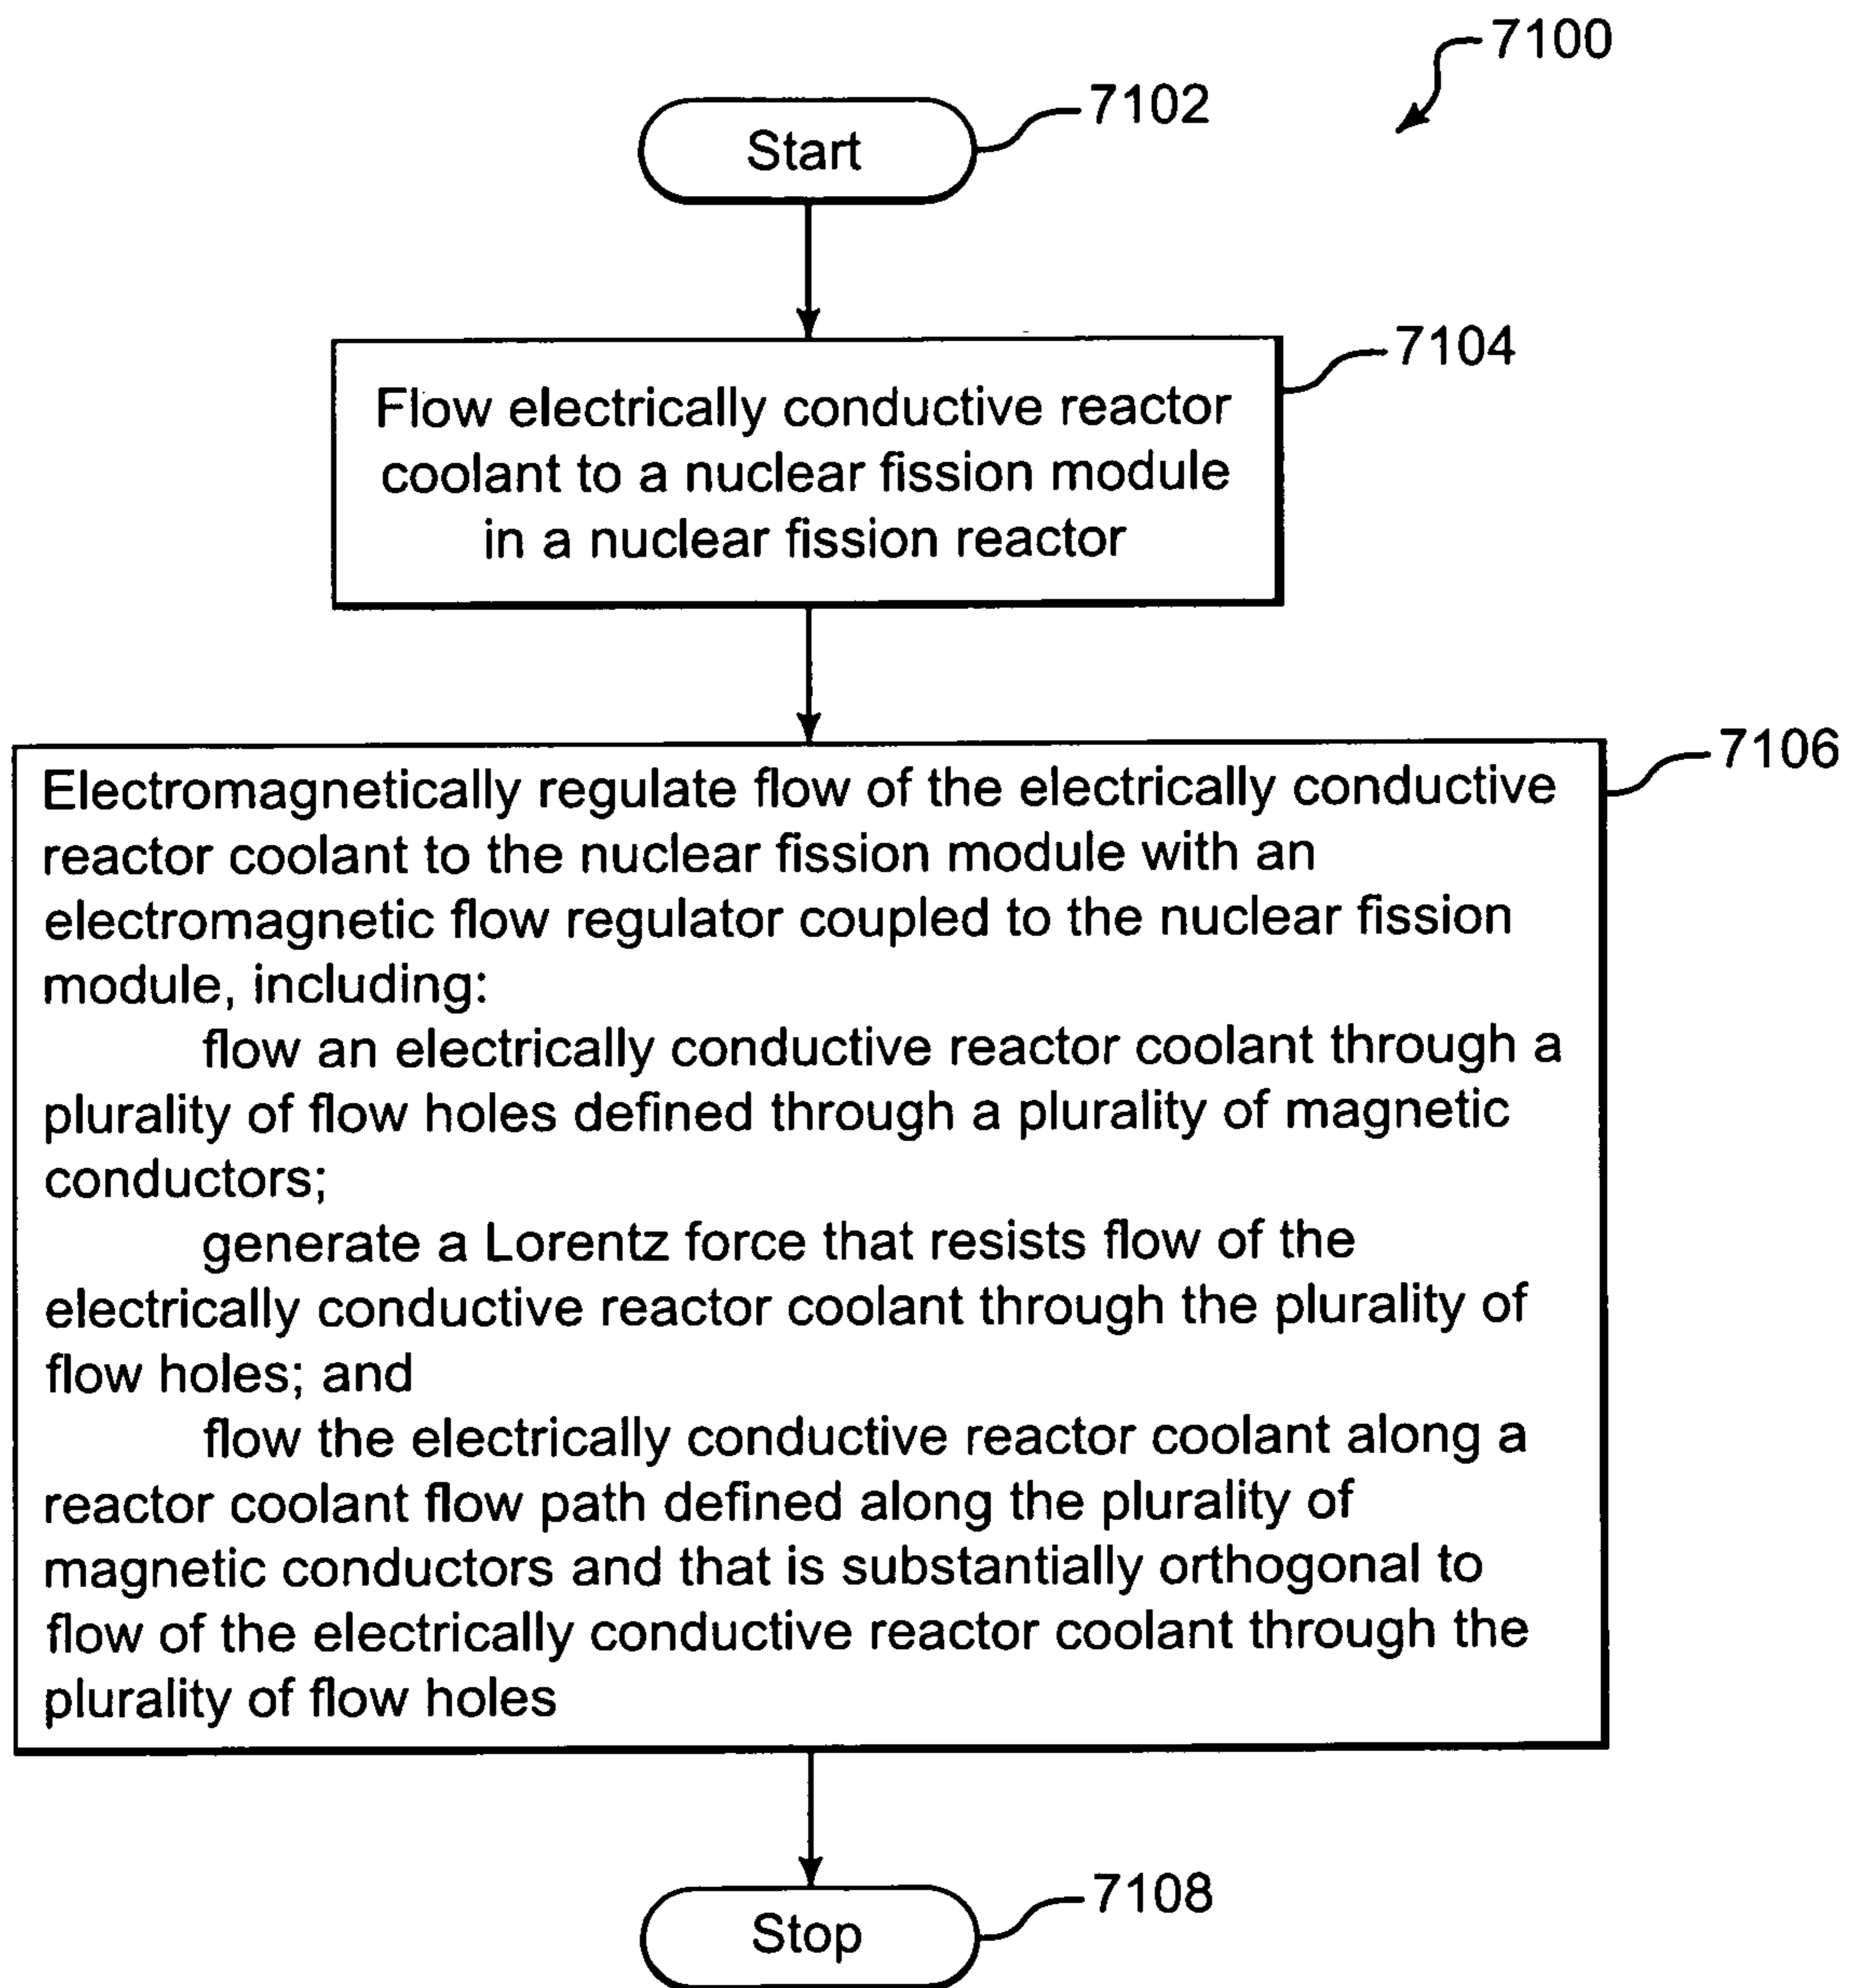 7100
Start
7102
Flow electrically conductive reactor
coolant to a nuclear fission module
in a nuclear fission reactor
7104
Electromagnetically regulate flow of the electrically conductive
reactor coolant to the nuclear fission module with an
electromagnetic flow regulator coupled to the nuclear fission
module, including:
flow an electrically conductive reactor coolant through a
plurality of flow holes defined through a plurality of magnetic
conductors;
generate a Lorentz force that resists flow of the
electrically conductive reactor coolant through the plurality of
flow holes; and
flow the electrically conductive reactor coolant along a
reactor coolant flow path defined along the plurality of
magnetic conductors and that is substantially orthogonal to
flow of the electrically conductive reactor coolant through the
plurality of flow holes
7106
Stop
7108